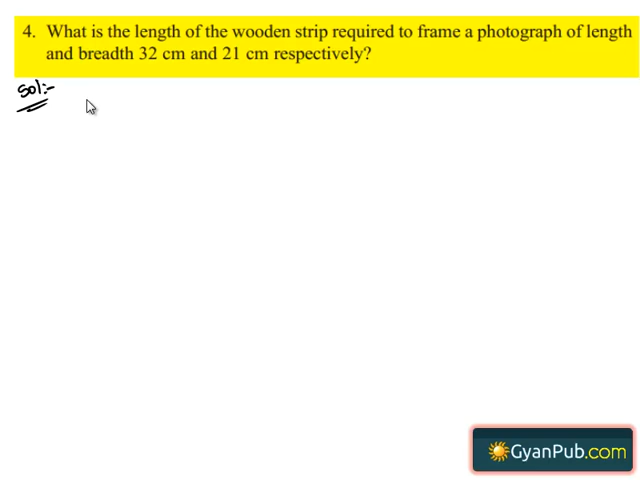 4. What is the length of the wooden strip required to frame a photograph of length
and breadth 32 cm and 21 cm respectively?
Sol:-
GyanPub.com